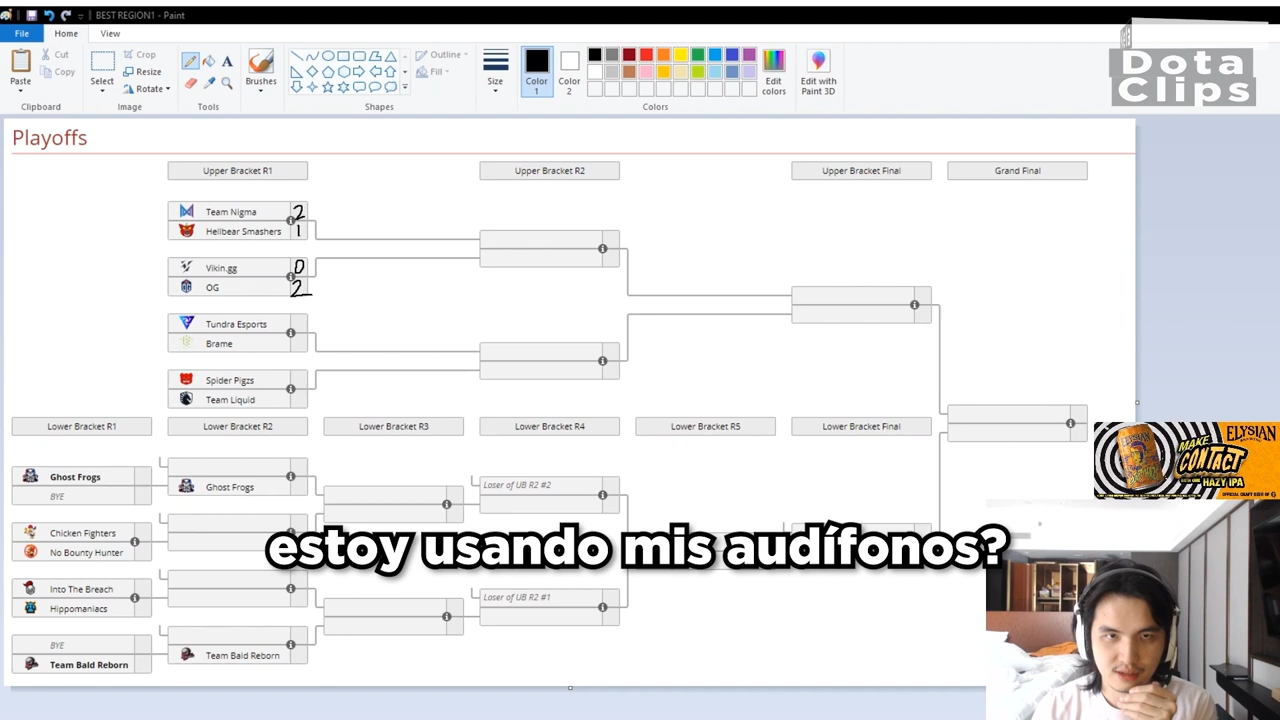 BEST REGION1 - Paint
File
Home
View
Paste
Cut
Copy
Clipboard
Select
Crop
Resize
Rotate
Image
A
Tools
Brushes
Shapes
Outline
Fill
Size
Color 1
Color 2
Edit colors
Colors
Edit with Paint 3D
Dota
Clips
Playoffs
Upper Bracket R1
Upper Bracket R2
Upper Bracket Final
Grand Final
Team Nigma 2
Hellbear Smashers 1
Vikin.gg 0
OG 2
Tundra Esports
Brame
Spider Pigzs
Team Liquid
Lower Bracket R1
Lower Bracket R2
Lower Bracket R3
Lower Bracket R4
Lower Bracket R5
Lower Bracket Final
Ghost Frogs
BYE
Ghost Frogs
Loser of UB R2 #2
Chicken Fighters
No Bounty Hunter
Into The Breach
Hippomaniacs
Loser of UB R2 #1
BYE
Team Bald Reborn
Team Bald Reborn
estoy usando mis audífonos?
ELYSIAN
MAKE
CONTACT
HAZY IPA